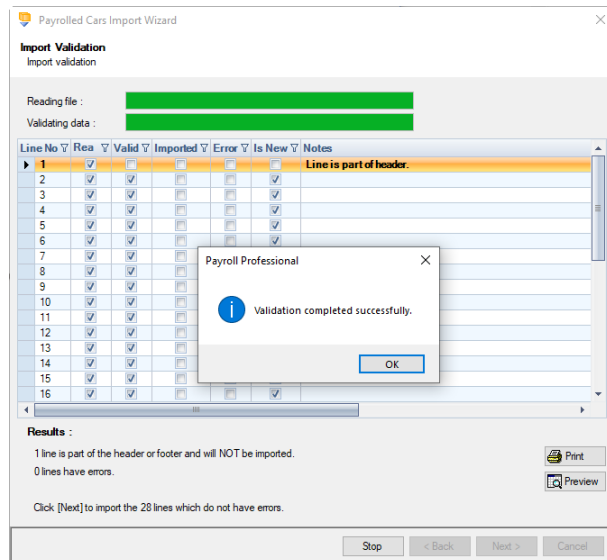 Payrolled Cars Import Wizard
Import Validation
Import validation
Reading file :
Validating data :
Line No Rea Valid Imported Error Is New Notes
1 Line is part of header.
2
3
4
5
6
7
8
9
10
11
12
13
14
15
16
Payroll Professional
Validation completed successfully.
OK
Results :
1 line is part of the header or footer and will NOT be imported.
0 lines have errors.
Print
Preview
Click [Next] to import the 28 lines which do not have errors.
Stop
< Back
Next >
Cancel